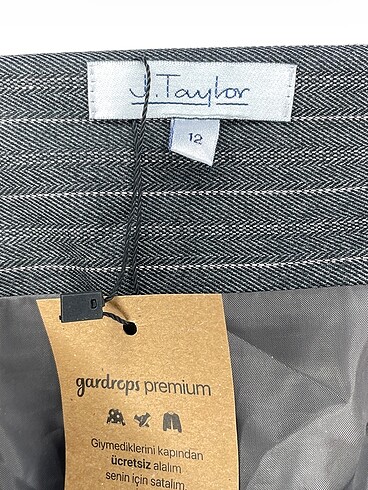 J. Taylor
12
gardrops premium
Giymediklerini kapından
ücretsiz alalım
senin için satalım.